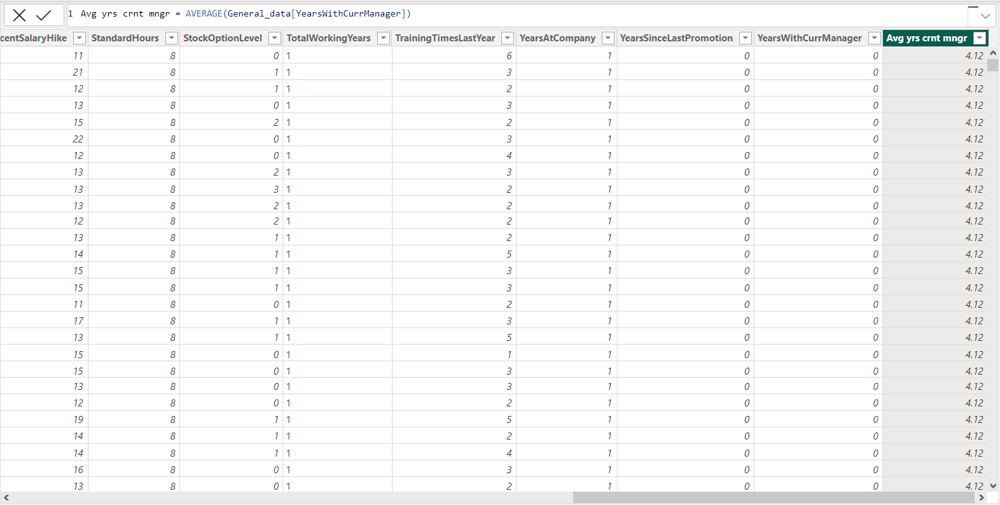 1 Avg yrs crnt mngr = AVERAGE(General_data[YearsWithCurrManager])
centSalaryHike StandardHours StockOptionLevel TotalWorkingYears TrainingTimesLastYear YearsAtCompany YearsSinceLastPromotion YearsWithCurrManager Avg yrs crnt mngr
11 8 0 1 6 1 0 0 4.12
21 8 1 1 3 1 0 0 4.12
12 8 1 1 2 1 0 0 4.12
13 8 0 1 3 1 0 0 4.12
15 8 2 1 2 1 0 0 4.12
22 8 0 1 3 1 0 0 4.12
12 8 0 1 4 1 0 0 4.12
13 8 2 1 3 1 0 0 4.12
13 8 3 1 2 1 0 0 4.12
13 8 2 1 2 1 0 0 4.12
12 8 2 1 2 1 0 0 4.12
13 8 1 1 2 1 0 0 4.12
14 8 1 1 5 1 0 0 4.12
15 8 1 1 3 1 0 0 4.12
15 8 1 1 3 1 0 0 4.12
11 8 0 1 2 1 0 0 4.12
17 8 1 1 3 1 0 0 4.12
13 8 1 1 5 1 0 0 4.12
15 8 0 1 1 1 0 0 4.12
15 8 0 1 3 1 0 0 4.12
13 8 0 1 3 1 0 0 4.12
12 8 0 1 2 1 0 0 4.12
19 8 1 1 5 1 0 0 4.12
14 8 1 1 2 1 0 0 4.12
14 8 1 1 4 1 0 0 4.12
16 8 0 1 3 1 0 0 4.12
13 8 0 1 2 1 0 0 4.12